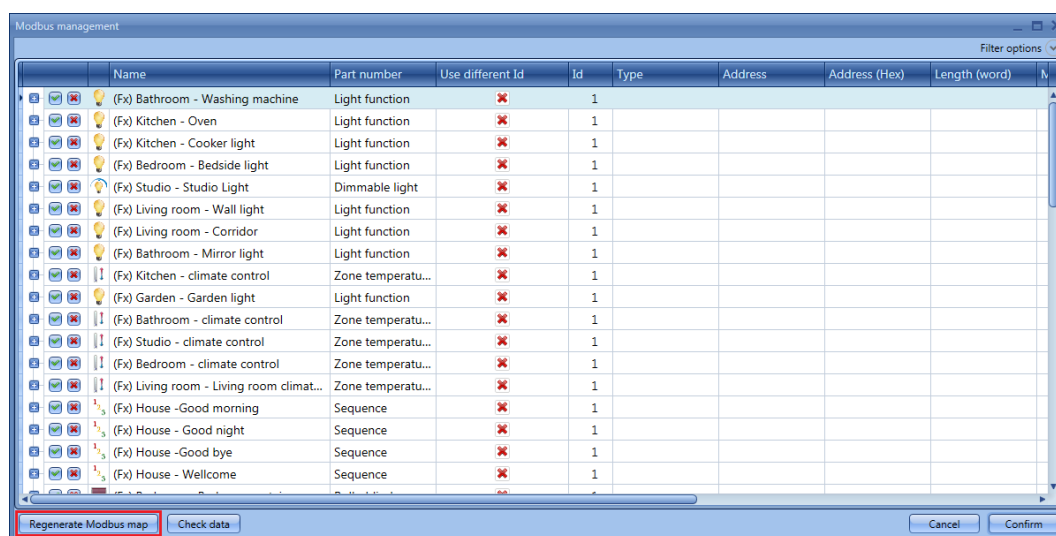 Modbus management
Filter options
Name Part number Use different Id Id Type Address Address (Hex) Length (word) M
(Fx) Bathroom - Washing machine Light function 1
(Fx) Kitchen - Oven Light function 1
(Fx) Kitchen - Cooker light Light function 1
(Fx) Bedroom - Bedside light Light function 1
(Fx) Studio - Studio Light Dimmable light 1
(Fx) Living room - Wall light Light function 1
(Fx) Living room - Corridor Light function 1
(Fx) Bathroom - Mirror light Light function 1
(Fx) Kitchen - climate control Zone temperatu... 1
(Fx) Garden - Garden light Light function 1
(Fx) Bathroom - climate control Zone temperatu... 1
(Fx) Studio - climate control Zone temperatu... 1
(Fx) Bedroom - climate control Zone temperatu... 1
(Fx) Living room - Living room climat... Zone temperatu... 1
(Fx) House -Good morning Sequence 1
(Fx) House - Good night Sequence 1
(Fx) House -Good bye Sequence 1
(Fx) House - Wellcome Sequence 1
Regenerate Modbus map Check data Cancel Confirm